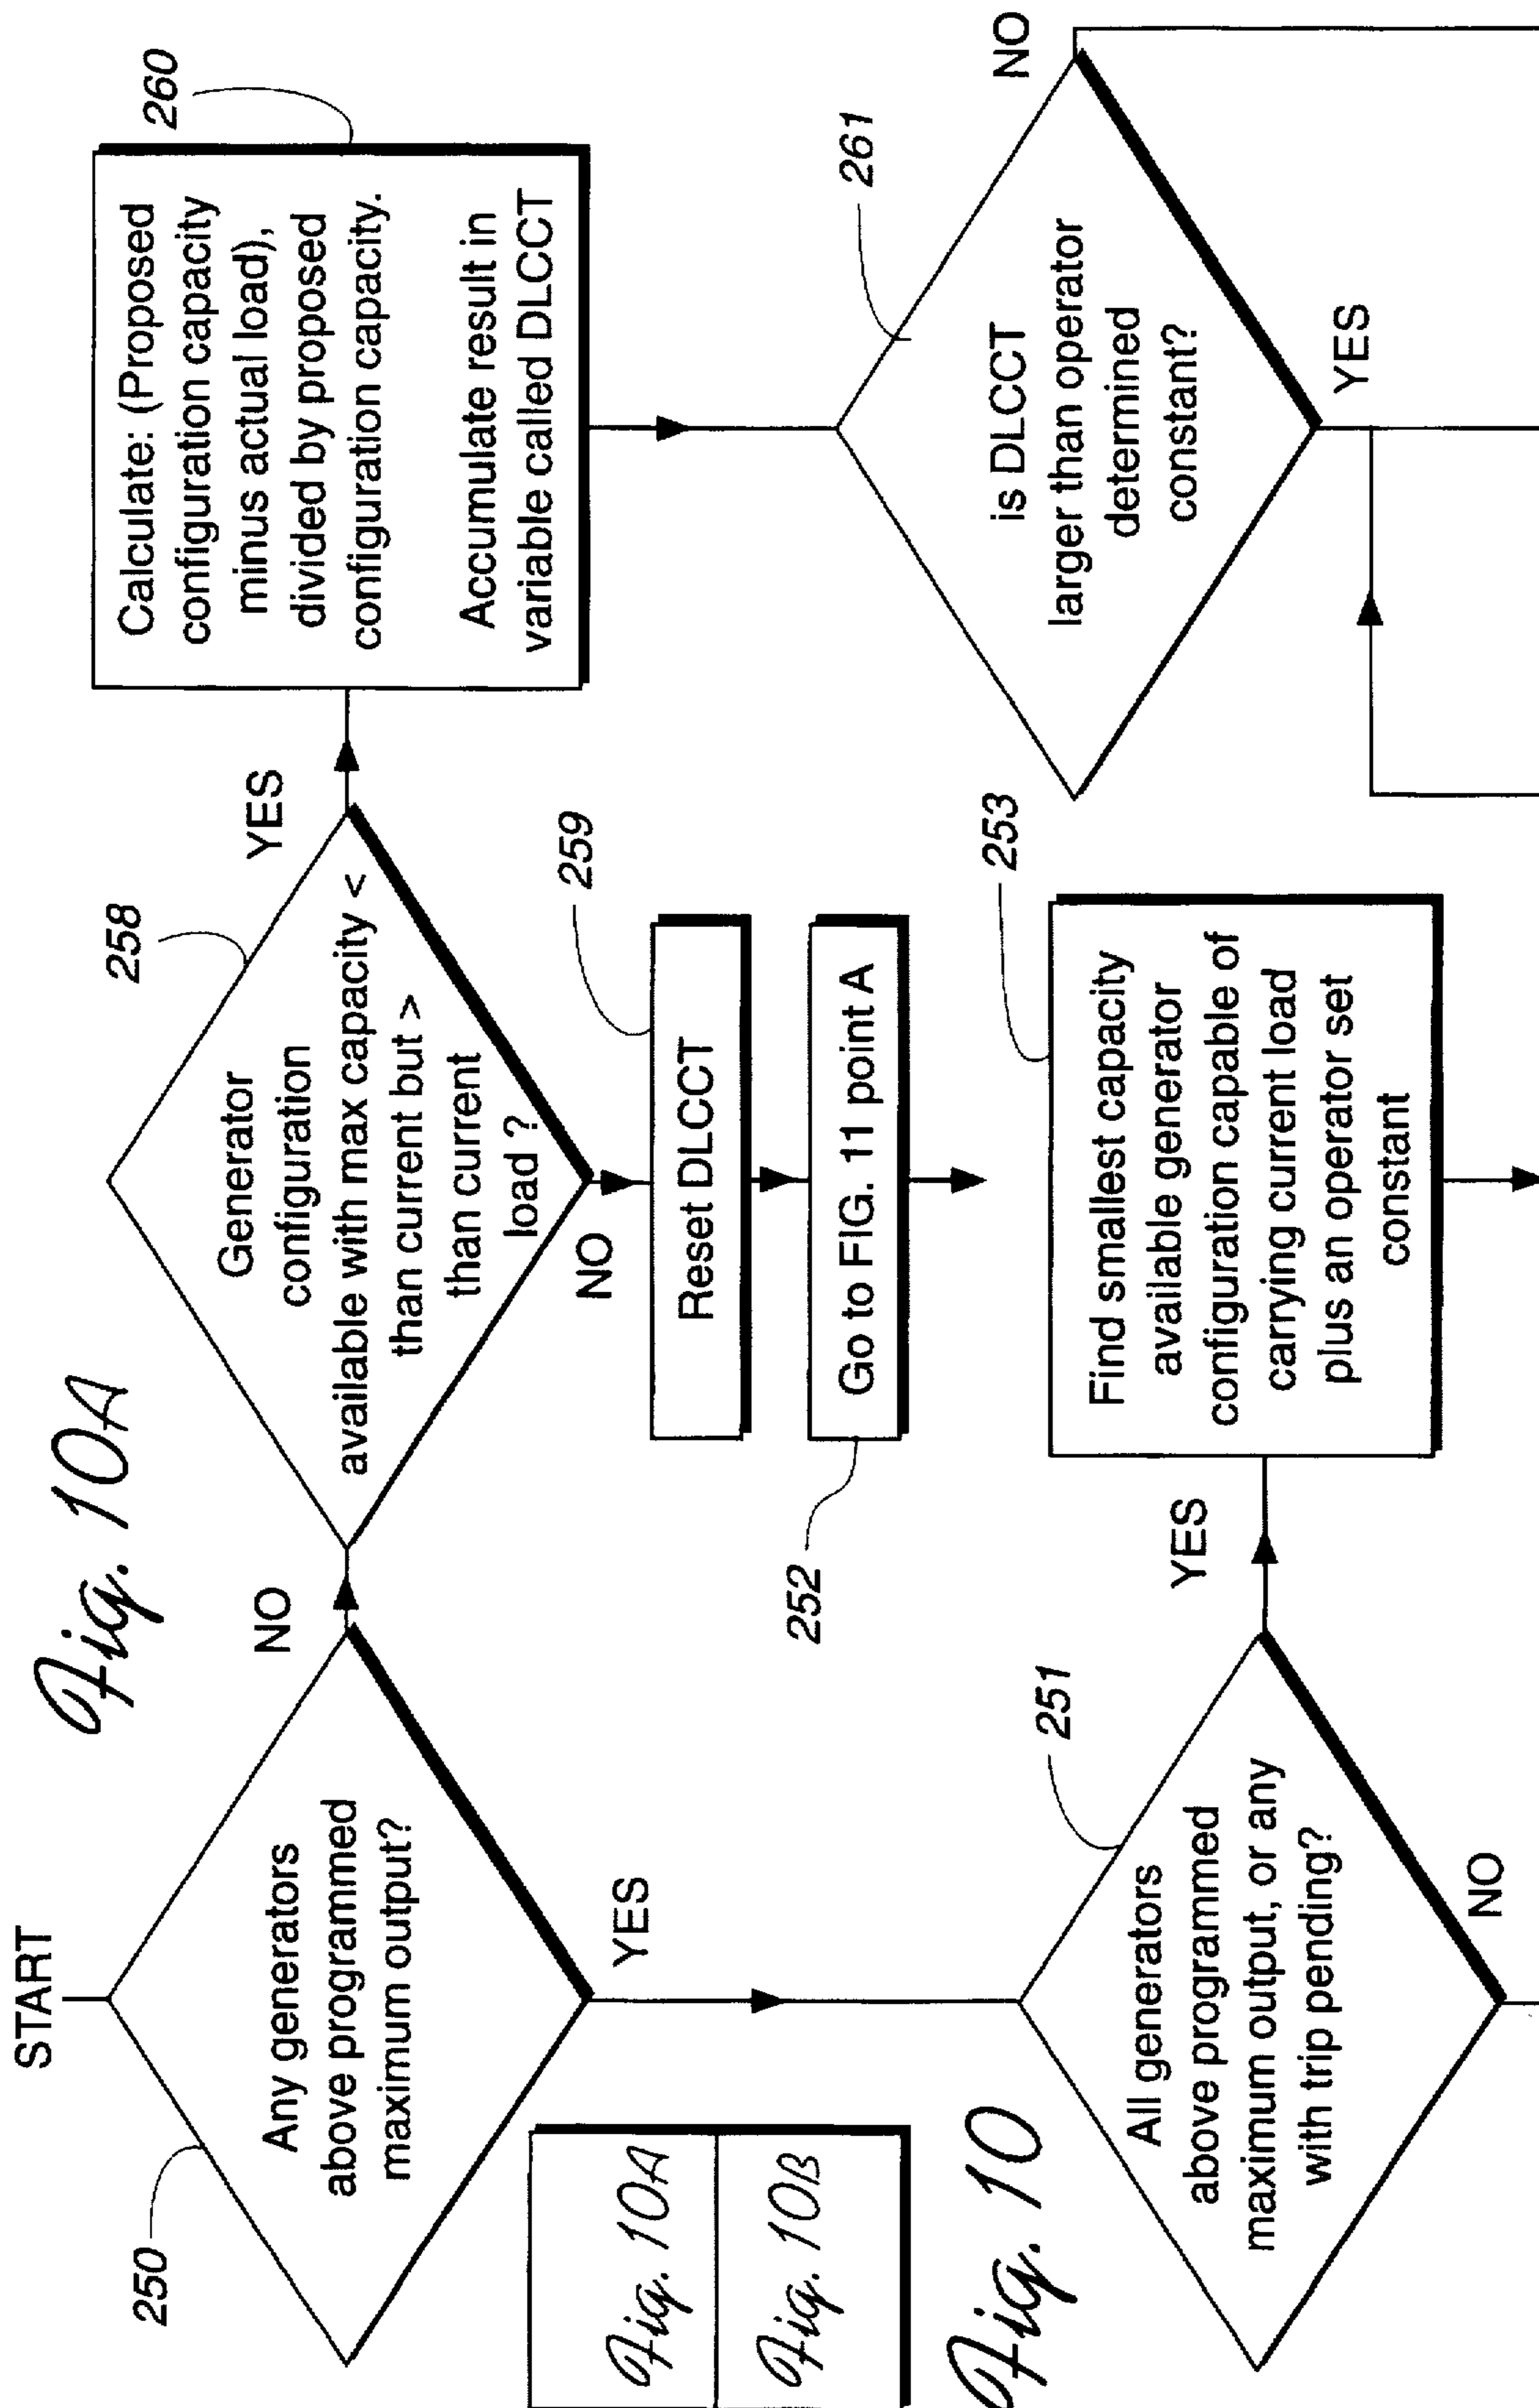 Fig. 10A
START
250
Any generators
above programmed
maximum output?
NO
YES
258
Generator
configuration
available with max capacity <
than current but >
than current
load ?
YES
NO
260
Calculate: (Proposed
configuration capacity
minus actual load),
divided by proposed
configuration capacity.
Accumulate result in
variable called DLCCT
259
Reset DLCCT
Go to FIG. 11 point A
252
261
is DLCCT
larger than operator
determined
constant?
NO
YES
Fig. 10A
Fig. 10B
Fig. 10
251
All generators
above programmed
maximum output, or any
with trip pending?
YES
NO
253
Find smallest capacity
available generator
configuration capable of
carrying current load
plus an operator set
constant